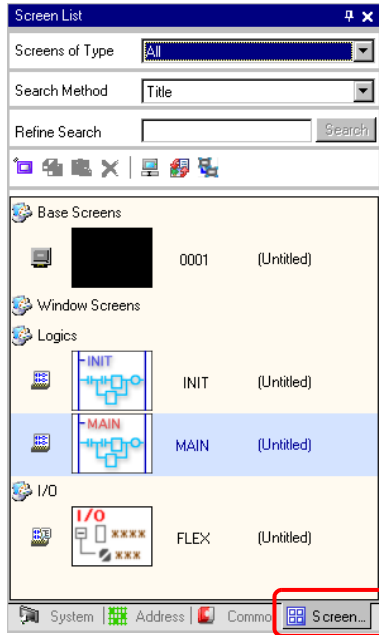 Screen List
Screens of Type All
Search Method Title
Refine Search Search
Base Screens
0001 (Untitled)
Window Screens
Logics
INIT
INIT (Untitled)
MAIN
MAIN (Untitled)
I/O
I/O
****
***
FLEX (Untitled)
System Address Commo Screen...